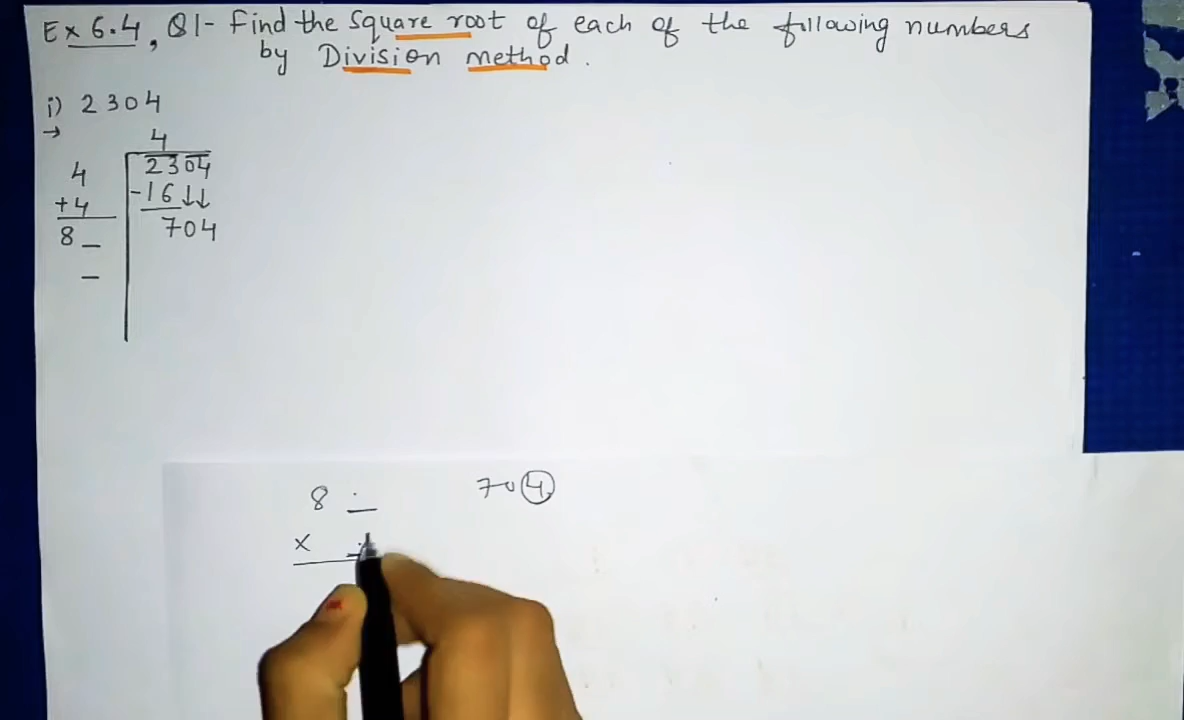 Ex 6.4, Q1- Find the square root of each of the following numbers
by Division method.
i) 2304
→
4
4 2304
+4 -16↓↓
8 _ 704
_
8 _ 704
× _